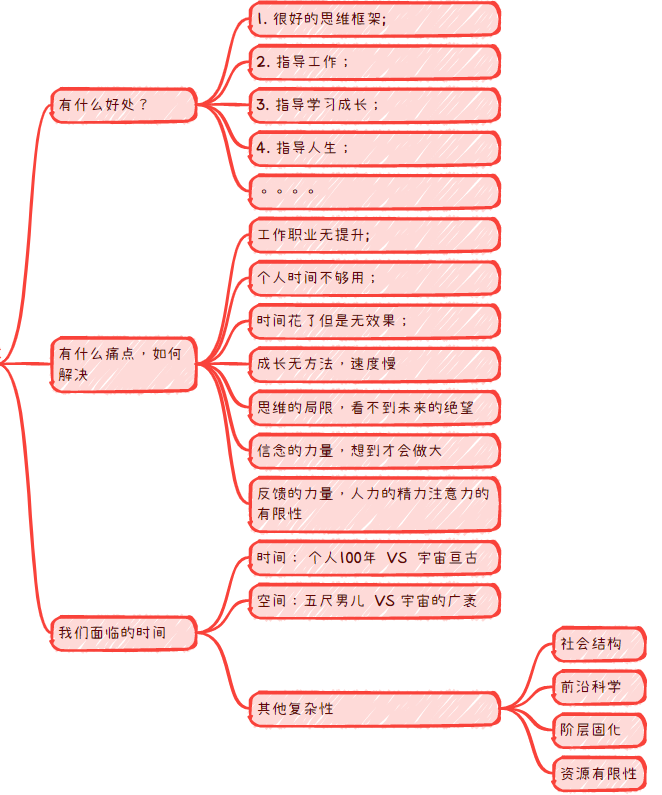 有什么好处？
1. 很好的思维框架;
2. 指导工作；
3. 指导学习成长；
4. 指导人生；
。。。。
有什么痛点，如何
解决
工作职业无提升;
个人时间不够用；
时间花了但是无效果；
成长无方法，速度慢
思维的局限，看不到未来的绝望
信念的力量，想到才会做大
反馈的力量，人力的精力注意力的
有限性
我们面临的时间
时间： 个人100年 VS 宇宙亘古
空间：五尺男儿 VS 宇宙的广袤
其他复杂性
社会结构
前沿科学
阶层固化
资源有限性